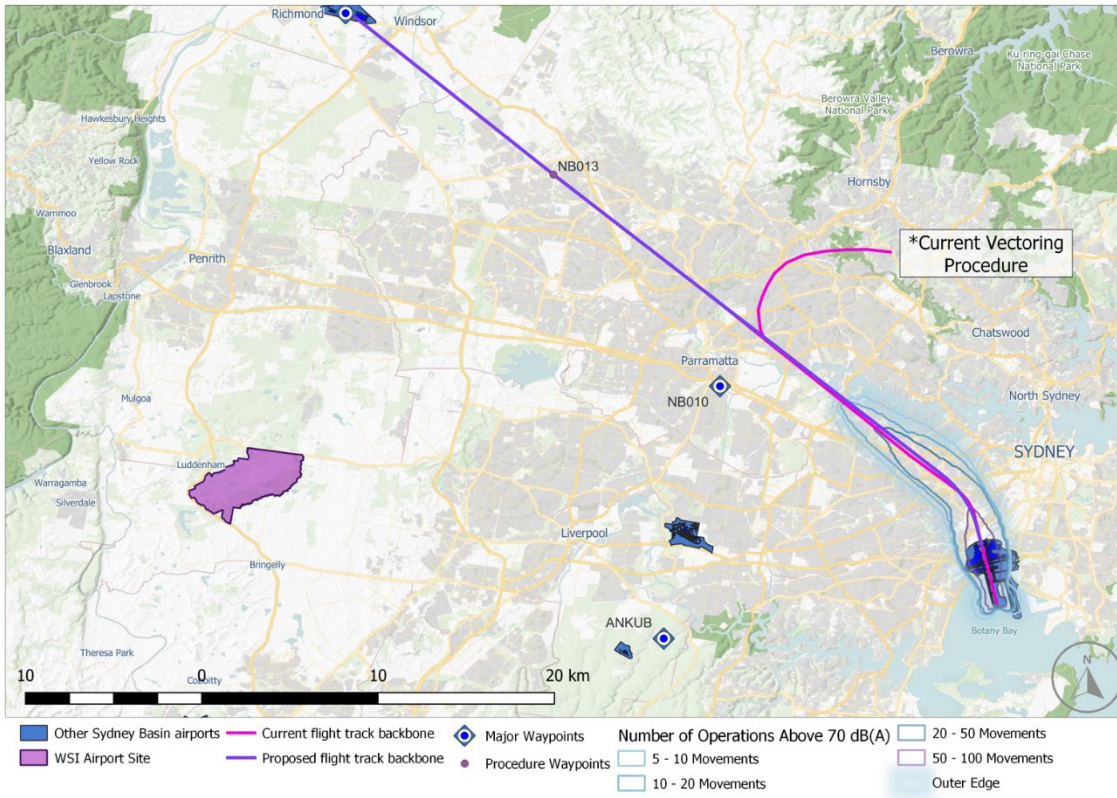 Richmond
Windsor
Berowra
Ku-ring-gai Chase
National Park
Berowra Valley
National Park
Hawkesbury Heights
Yellow Rock
NB013
Hornsby
Warrimoo
Blaxland
*Current Vectoring
Procedure
Penrith
Glenbrook
Lapstone
Chatswood
Parramatta
NB010
North Sydney
Mulgoa
SYDNEY
Luddenham
Warragamba
Silverdale
Liverpool
Bringelly
ANKUB
Botany Bay
Theresa Park
N
10 0 10 20 km
Cobbitty
Other Sydney Basin airports
WSI Airport Site
Current flight track backbone
Proposed flight track backbone
Major Waypoints
Procedure Waypoints
Number of Operations Above 70 dB(A)
5 - 10 Movements
10 - 20 Movements
20 - 50 Movements
50 - 100 Movements
Outer Edge